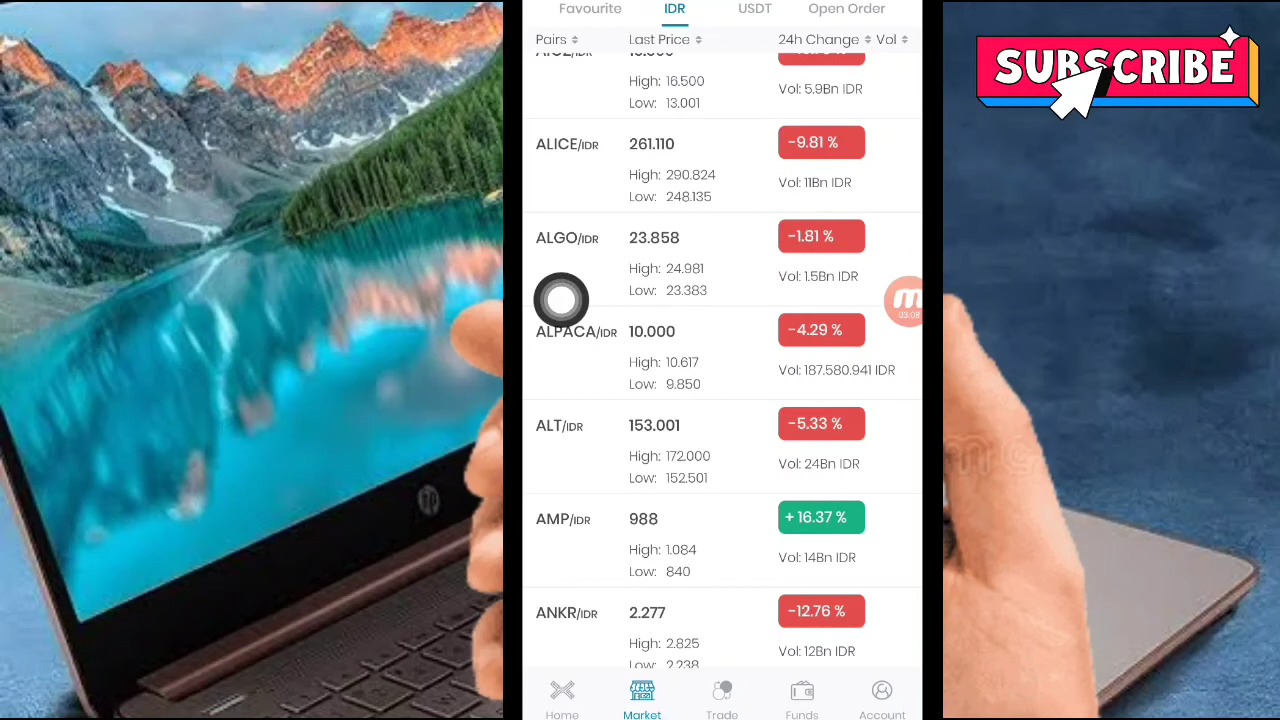 Favourite IDR USDT Open Order
Pairs Last Price 24h Change Vol
High: 16.500
Low: 13.001
Vol: 5.9Bn IDR
ALICE/IDR 261.110 -9.81 %
High: 290.824
Low: 248.135
Vol: 11Bn IDR
ALGO/IDR 23.858 -1.81 %
High: 24.981
Low: 23.383
Vol: 1.5Bn IDR
ALPACA/IDR 10.000 -4.29 %
High: 10.617
Low: 9.850
Vol: 187.580.941 IDR
ALT/IDR 153.001 -5.33 %
High: 172.000
Low: 152.501
Vol: 24Bn IDR
AMP/IDR 988 + 16.37 %
High: 1.084
Low: 840
Vol: 14Bn IDR
ANKR/IDR 2.277 -12.76 %
High: 2.825
Low: 2.238
Vol: 12Bn IDR
Home Market Trade Funds Account
SUBSCRIBE
03:08
hp